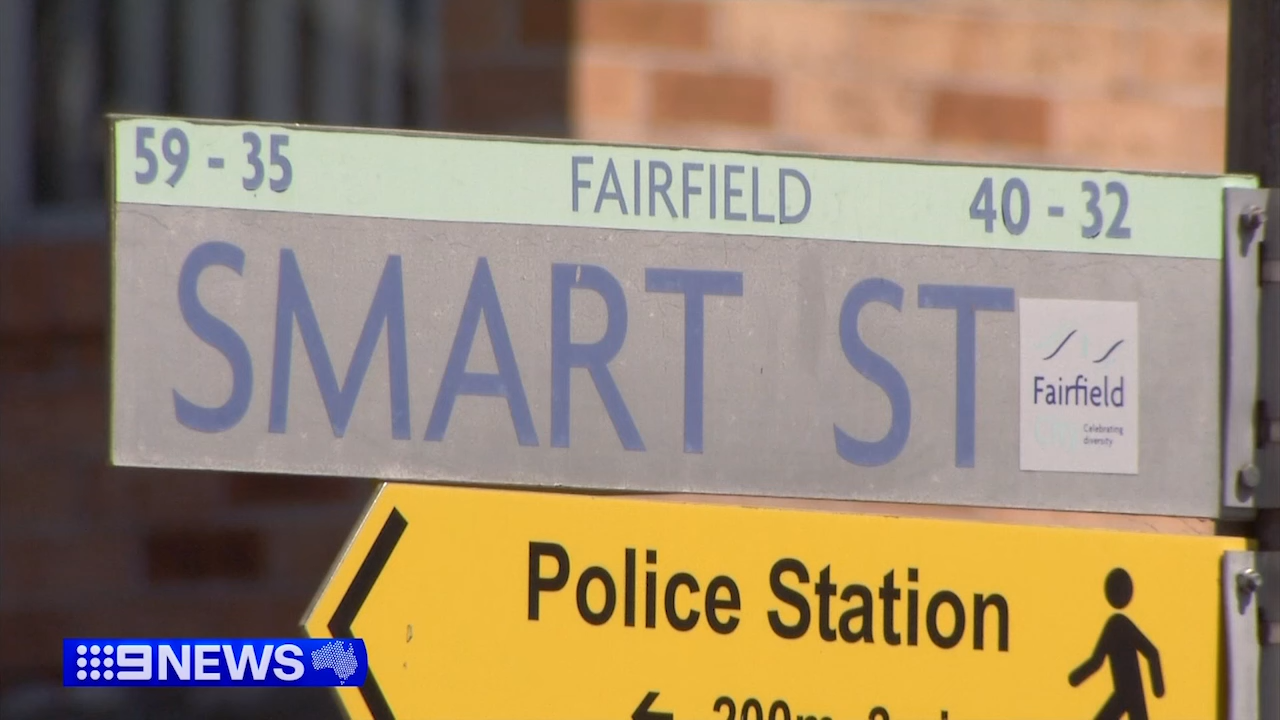 59 - 35 FAIRFIELD 40 - 32
SMART ST
Fairfield
Celebrating
diversity
Police Station
9NEWS